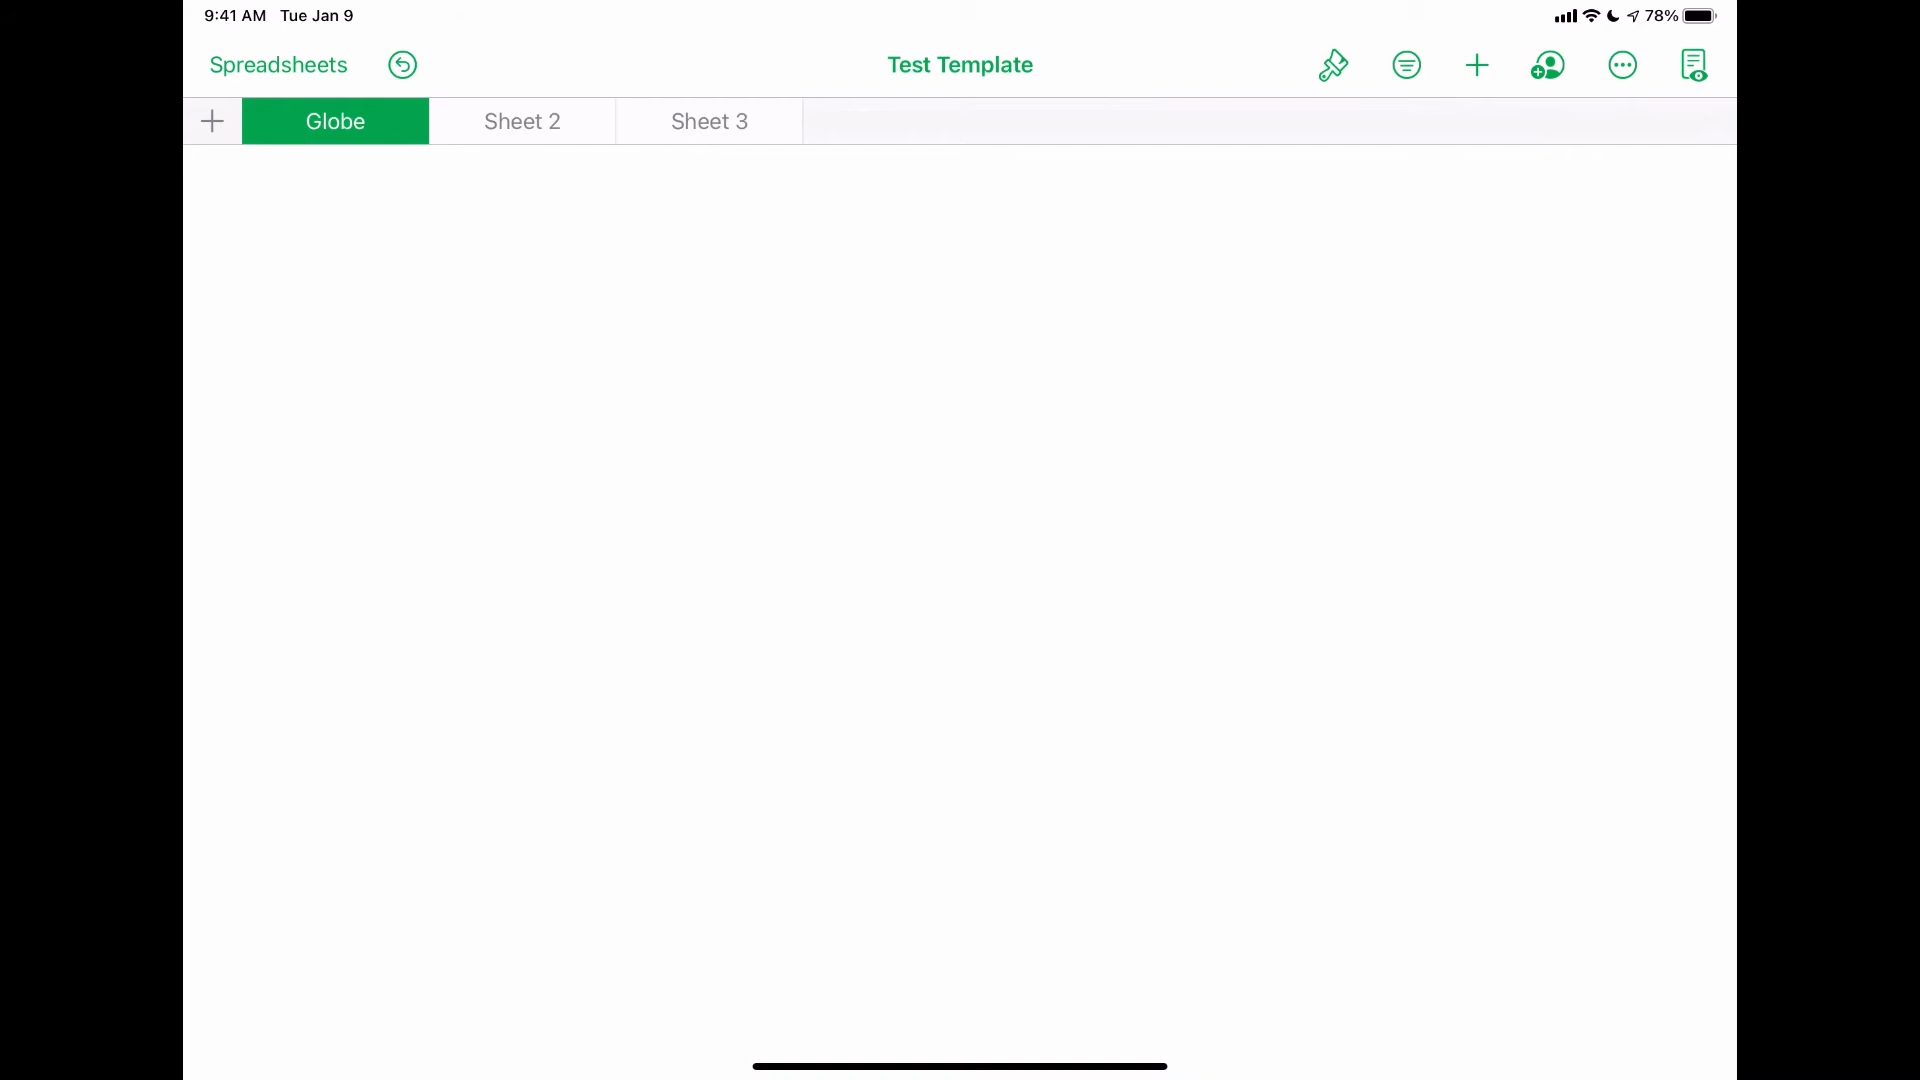 9:41 AM Tue Jan 9
78%
Spreadsheets
Test Template
Globe
Sheet 2
Sheet 3